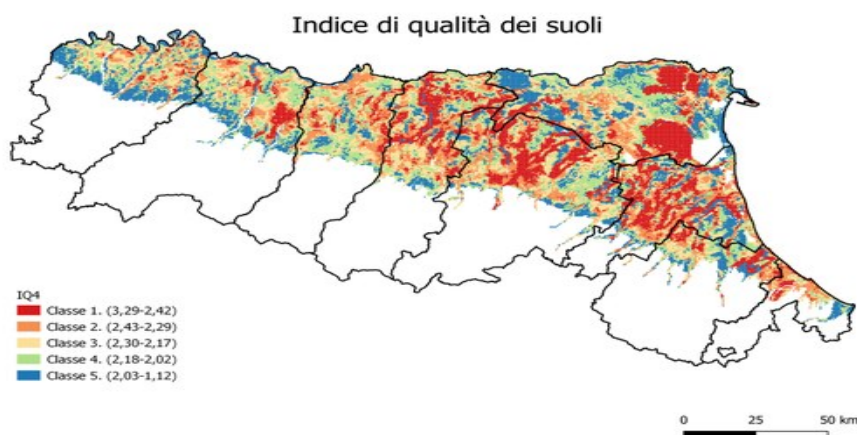 Indice di qualità dei suoli
IQ4
Classe 1. (3,29-2,42)
Classe 2. (2,43-2,29)
Classe 3. (2,30-2,17)
Classe 4. (2,18-2,02)
Classe 5. (2,03-1,12)
0 25 50 km